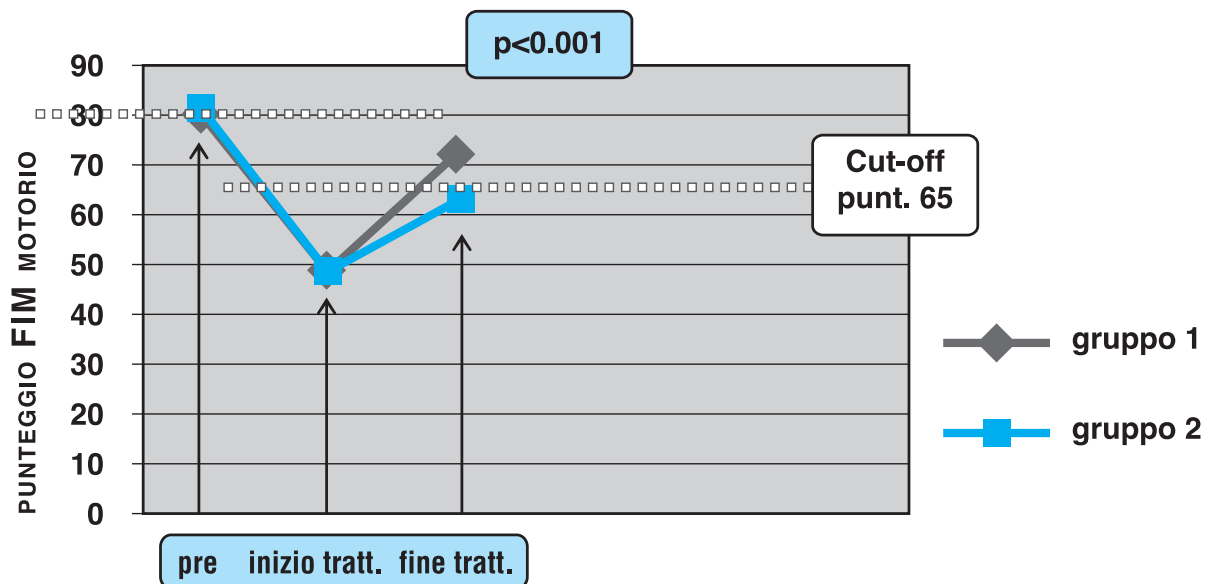 p<0.001
PUNTEGGIO FIM MOTORIO
90
80
70
60
50
40
30
20
10
0
Cut-off
punt. 65
gruppo 1
gruppo 2
pre inizio tratt. fine tratt.